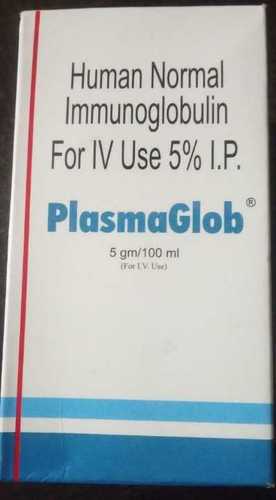 Human Normal
Immunoglobulin
For IV Use 5% I.P.
PlasmaGlob®
5 gm/100 ml
(For I.V. Use)